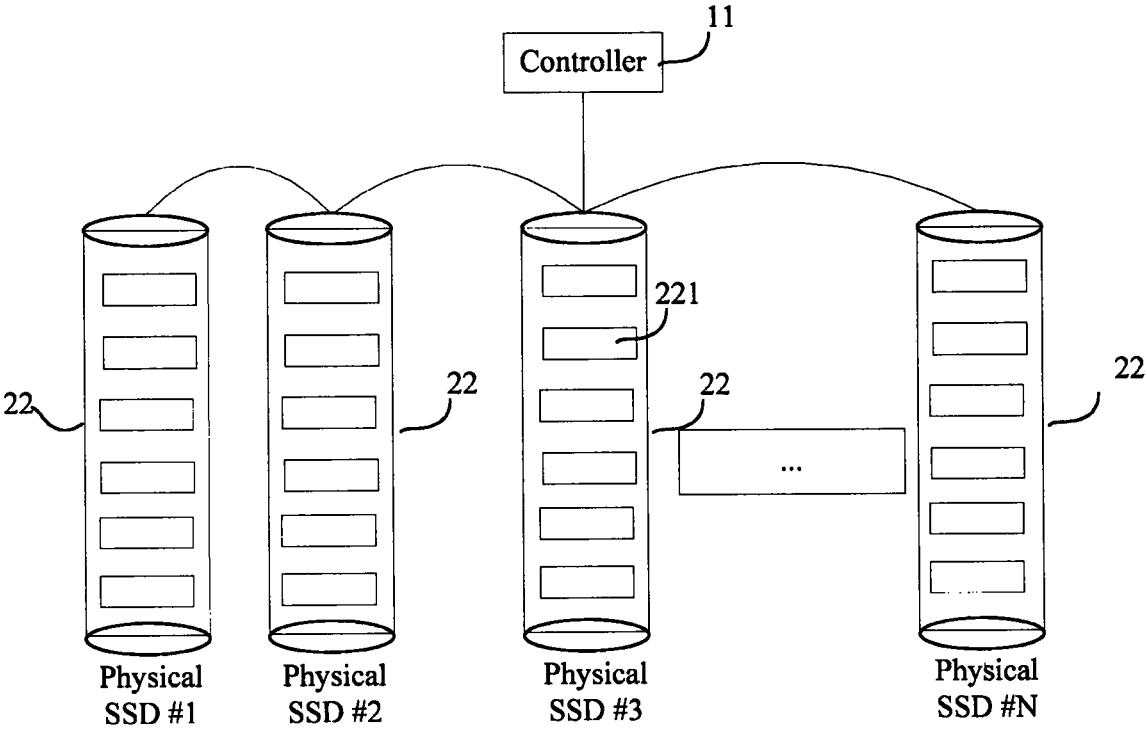 11
Controller
221
22
22
22
22
...
Physical
SSD #1
Physical
SSD #2
Physical
SSD #3
Physical
SSD #N